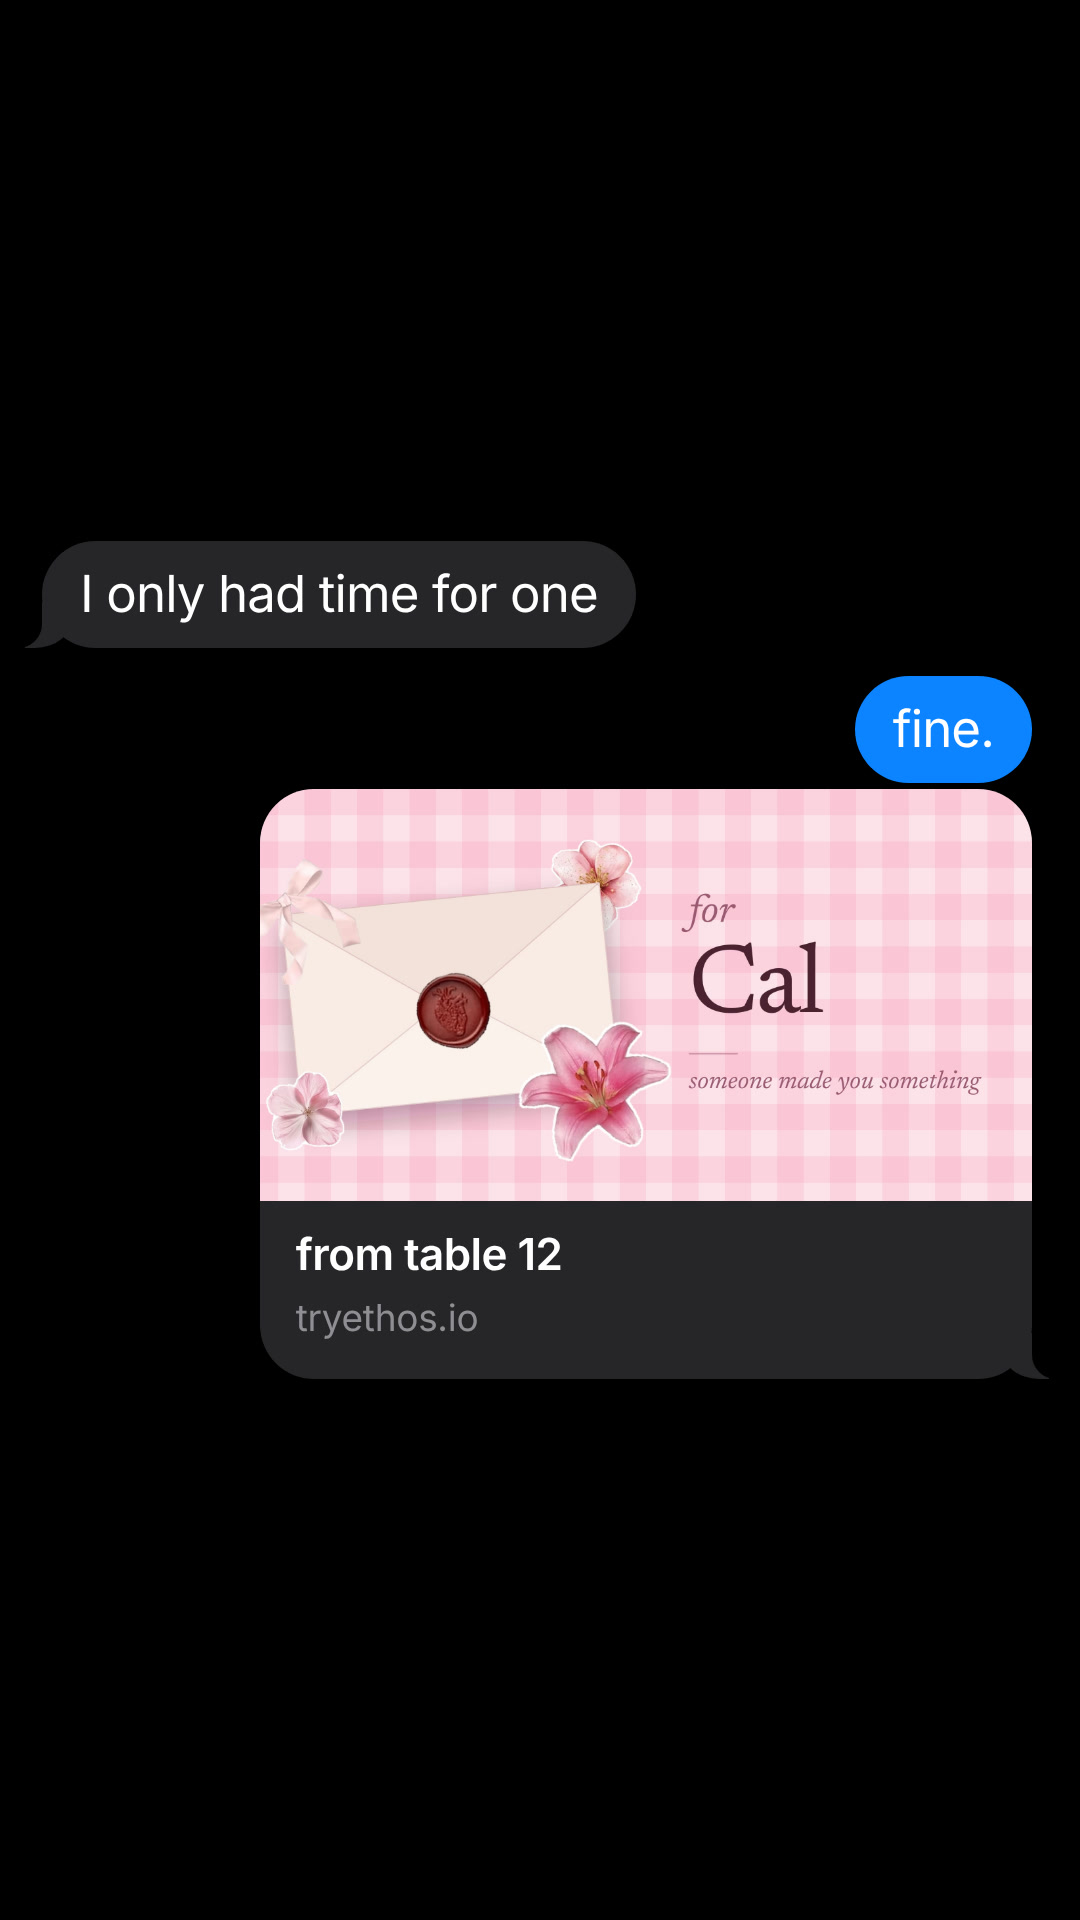 I only had time for one
fine.
for
Cal
someone made you something
from table 12
tryethos.io